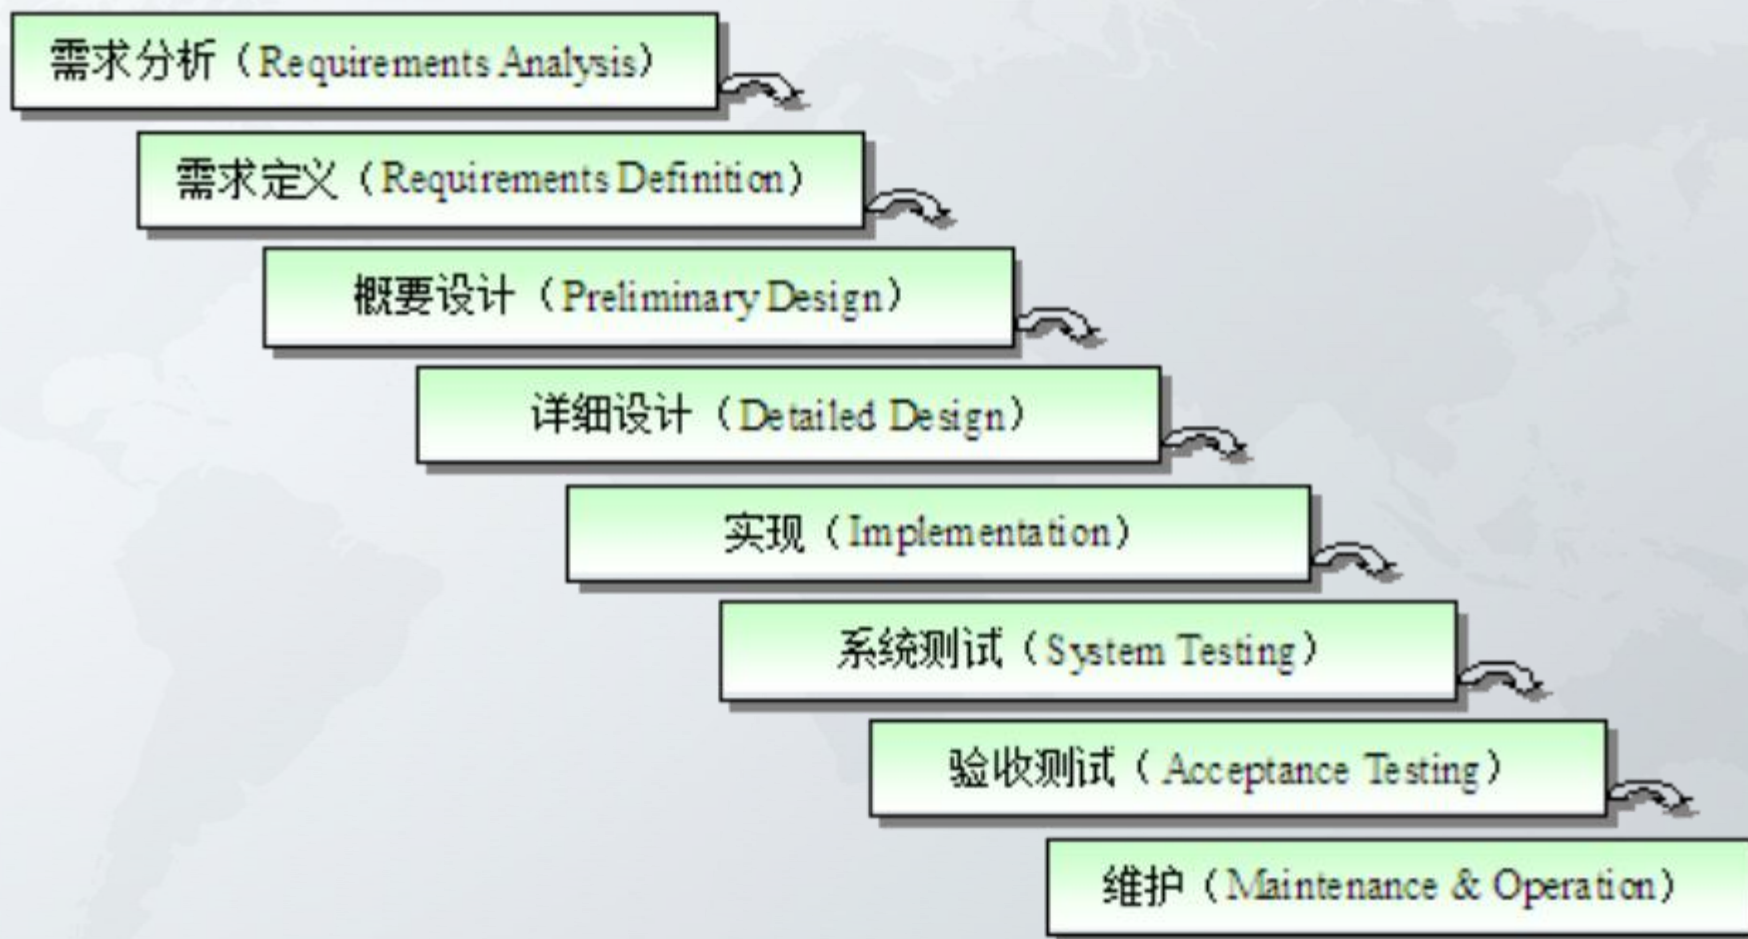 需求分析（Requirements Analysis）
需求定义（Requirements Definition）
概要设计（Preliminary Design）
详细设计（Detailed Design）
实现（Implementation）
系统测试（System Testing）
验收测试（Acceptance Testing）
维护（Maintenance & Operation）